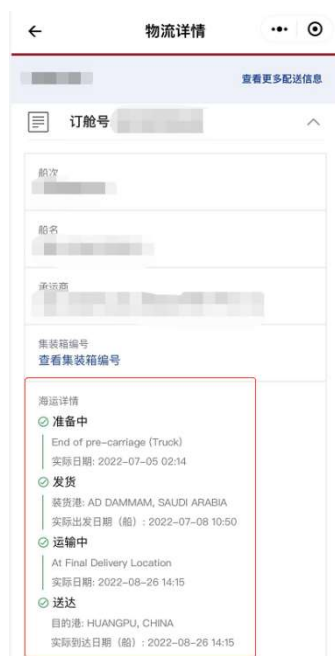 物流详情
查看更多配送信息
订舱号
船次
船名
承运商
集装箱编号
查看集装箱编号
海运详情
准备中
End of pre-carriage (Truck)
实际日期: 2022-07-05 02:14
发货
装货港: AD DAMMAM, SAUDI ARABIA
实际出发日期（船）: 2022-07-08 10:50
运输中
At Final Delivery Location
实际日期: 2022-08-26 14:15
送达
目的港: HUANGPU, CHINA
实际到达日期（船）: 2022-08-26 14:15